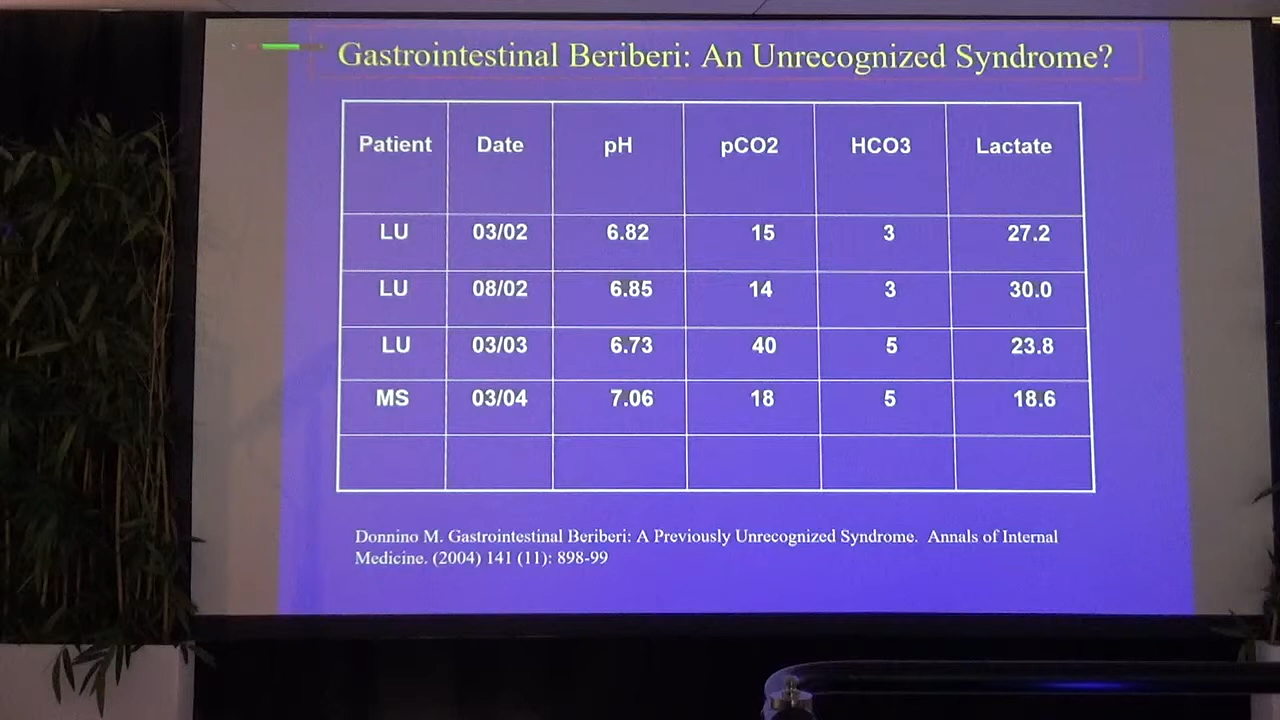 Gastrointestinal Beriberi: An Unrecognized Syndrome?
Patient Date pH pCO2 HCO3 Lactate
LU 03/02 6.82 15 3 27.2
LU 08/02 6.85 14 3 30.0
LU 03/03 6.73 40 5 23.8
MS 03/04 7.06 18 5 18.6
Donnino M. Gastrointestinal Beriberi: A Previously Unrecognized Syndrome. Annals of Internal
Medicine. (2004) 141 (11): 898-99